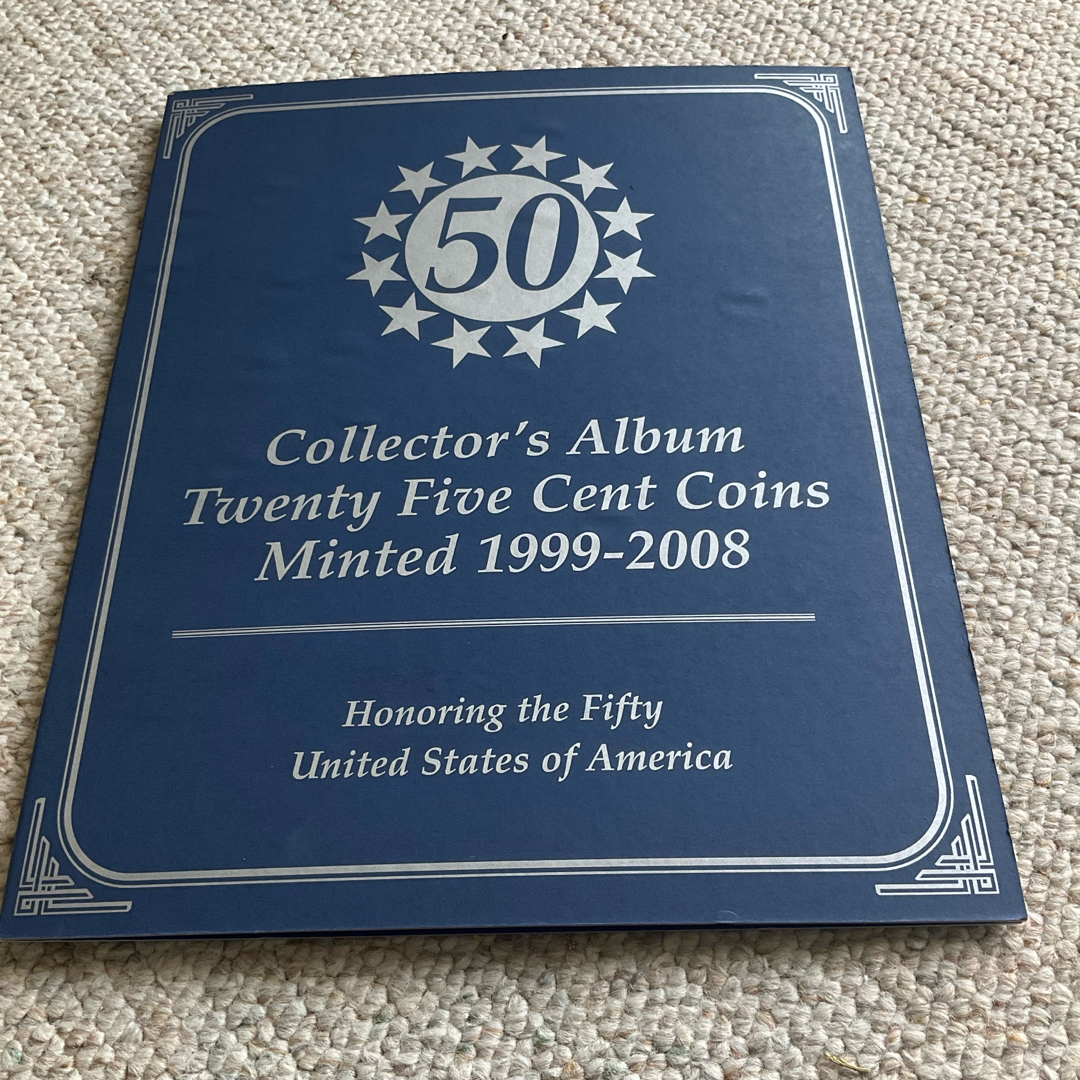 50
Collector's Album
Twenty Five Cent Coins
Minted 1999-2008
Honoring the Fifty
United States of America